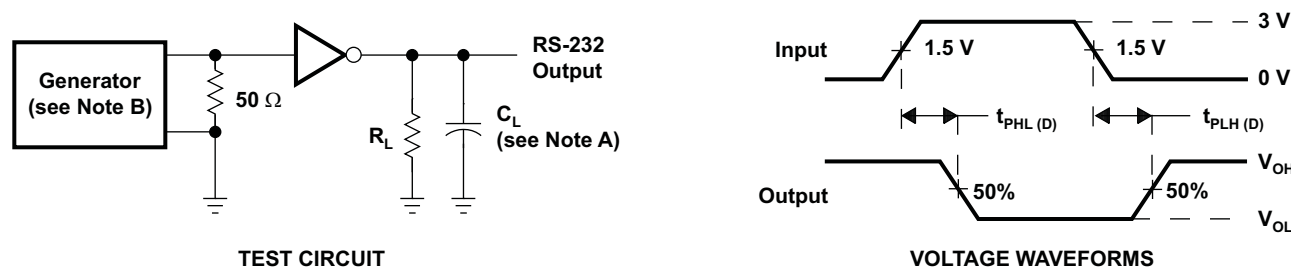 Generator
(see Note B)
50 Ω
R_L
C_L
(see Note A)
RS-232
Output
TEST CIRCUIT
Input
1.5 V
1.5 V
3 V
0 V
t_PHL (D)
t_PLH (D)
Output
50%
50%
V_OH
V_OL
VOLTAGE WAVEFORMS